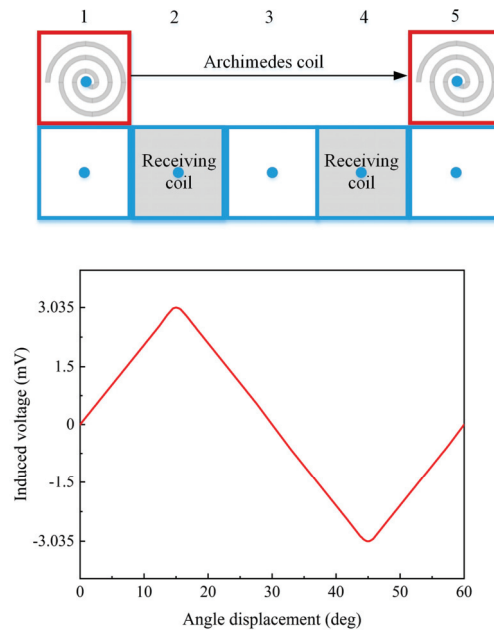 1 2 3 4 5
Archimedes coil
Receiving Receiving
coil coil
3.035
1.5
0
-1.5
-3.035
Induced voltage (mV)
0 10 20 30 40 50 60
Angle displacement (deg)